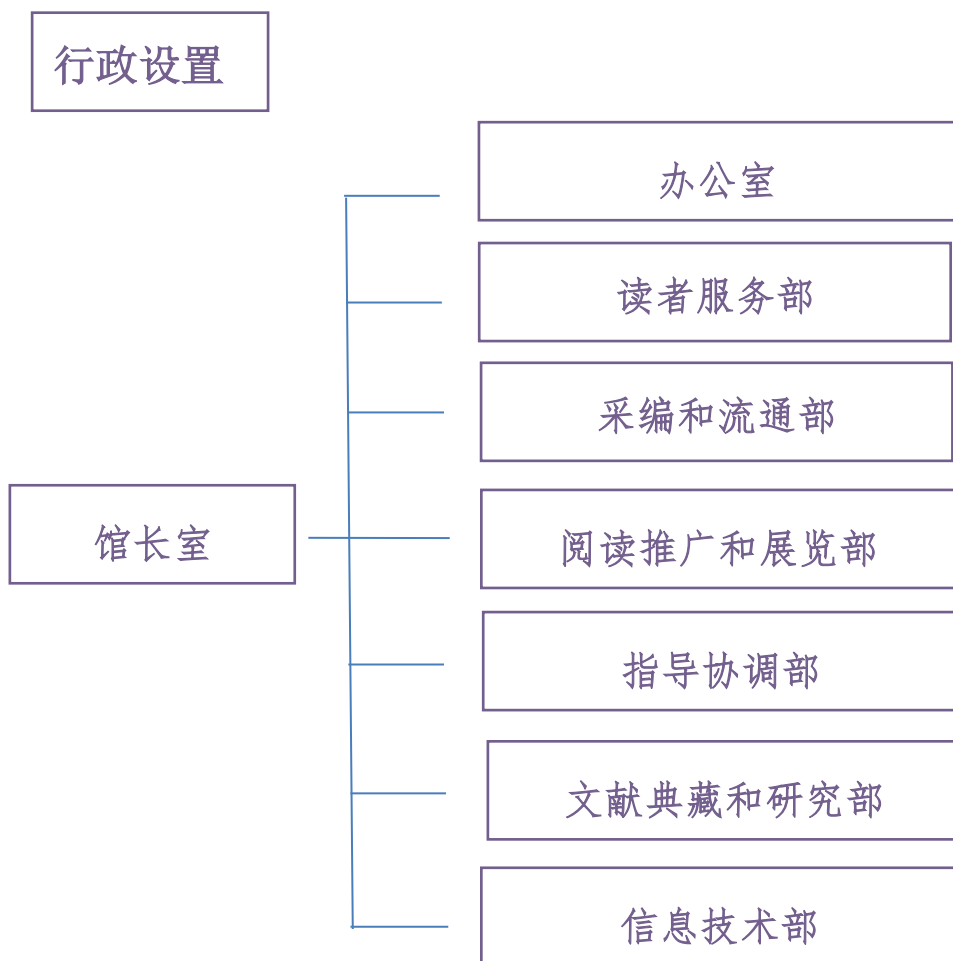 行政设置
办公室
读者服务部
采编和流通部
馆长室
阅读推广和展览部
指导协调部
文献典藏和研究部
信息技术部